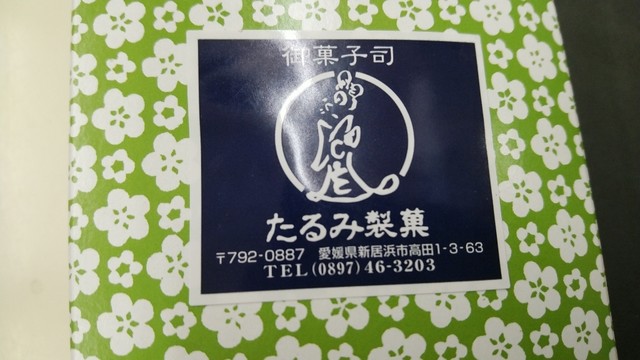 御菓子司
たるみ製菓
〒792-0887 愛媛県新居浜市高田1-3-63
TEL(0897)46-3203